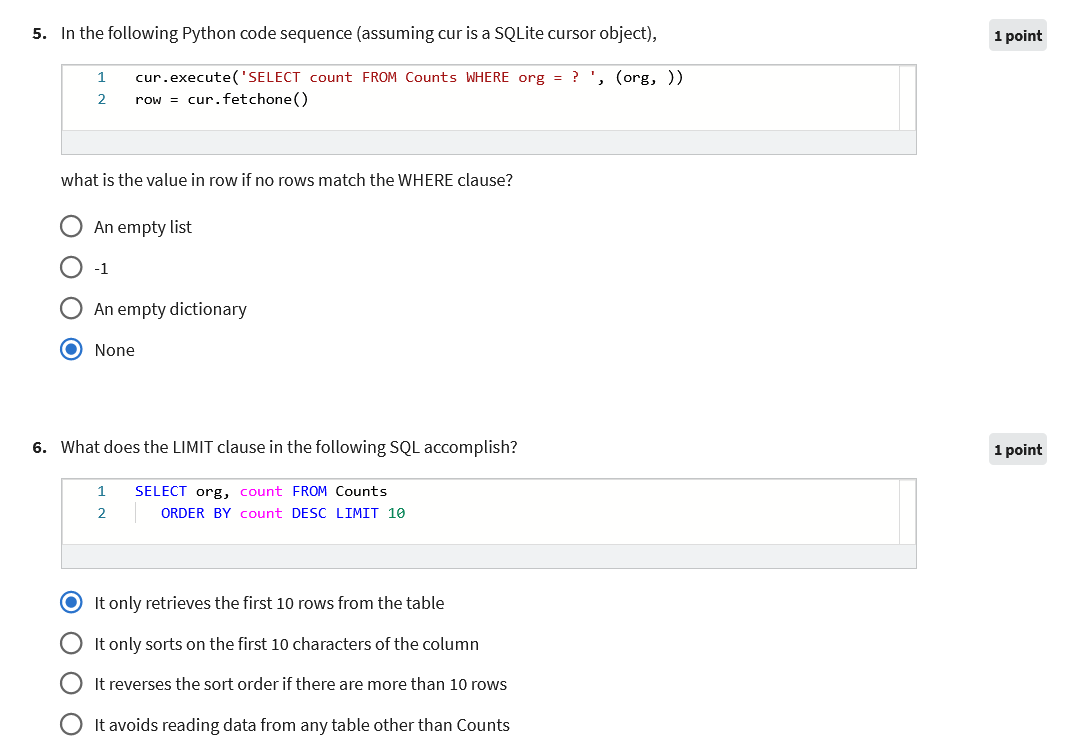 5. In the following Python code sequence (assuming cur is a SQLite cursor object),
1 point
1 cur.execute('SELECT count FROM Counts WHERE org = ? ', (org, ))
2 row = cur.fetchone()
what is the value in row if no rows match the WHERE clause?
An empty list
-1
An empty dictionary
None
6. What does the LIMIT clause in the following SQL accomplish?
1 point
1 SELECT org, count FROM Counts
2 ORDER BY count DESC LIMIT 10
It only retrieves the first 10 rows from the table
It only sorts on the first 10 characters of the column
It reverses the sort order if there are more than 10 rows
It avoids reading data from any table other than Counts